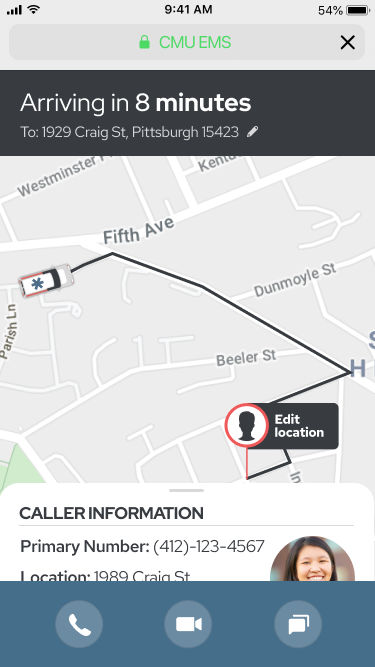 9:41 AM
54%
CMU EMS
Arriving in 8 minutes
To: 1929 Craig St, Pittsburgh 15423
Westminster
Fifth Ave
Dunmoyle St
Parish Ln
Beeler St
H
Edit
location
CALLER INFORMATION
Primary Number: (412)-123-4567
Location: 1989 Craig St